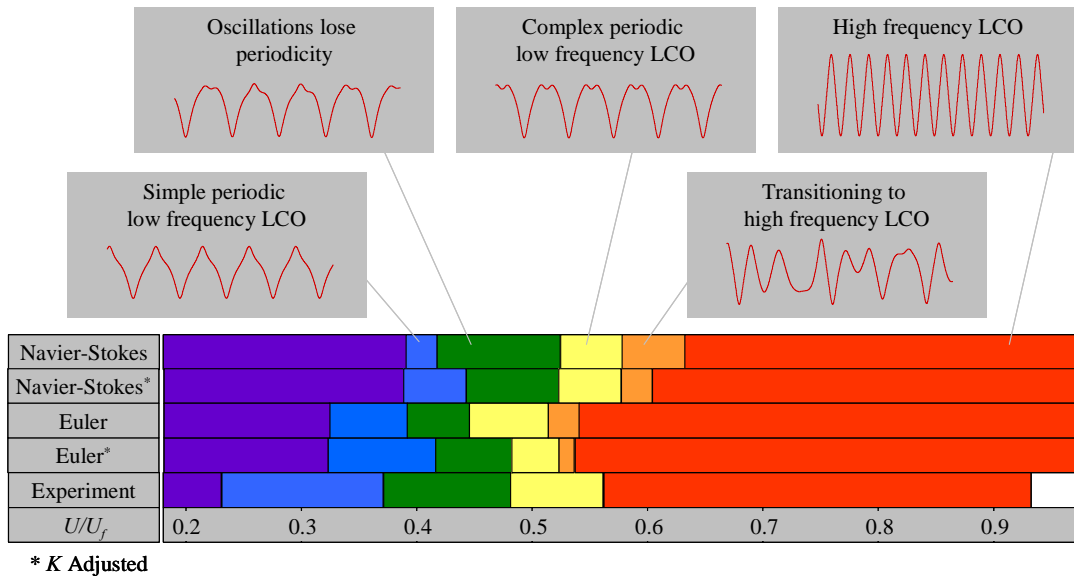 Oscillations lose
periodicity
Complex periodic
low frequency LCO
High frequency LCO
Simple periodic
low frequency LCO
Transitioning to
high frequency LCO
Navier-Stokes
Navier-Stokes*
Euler
Euler*
Experiment
U/U_f 0.2 0.3 0.4 0.5 0.6 0.7 0.8 0.9
* K Adjusted